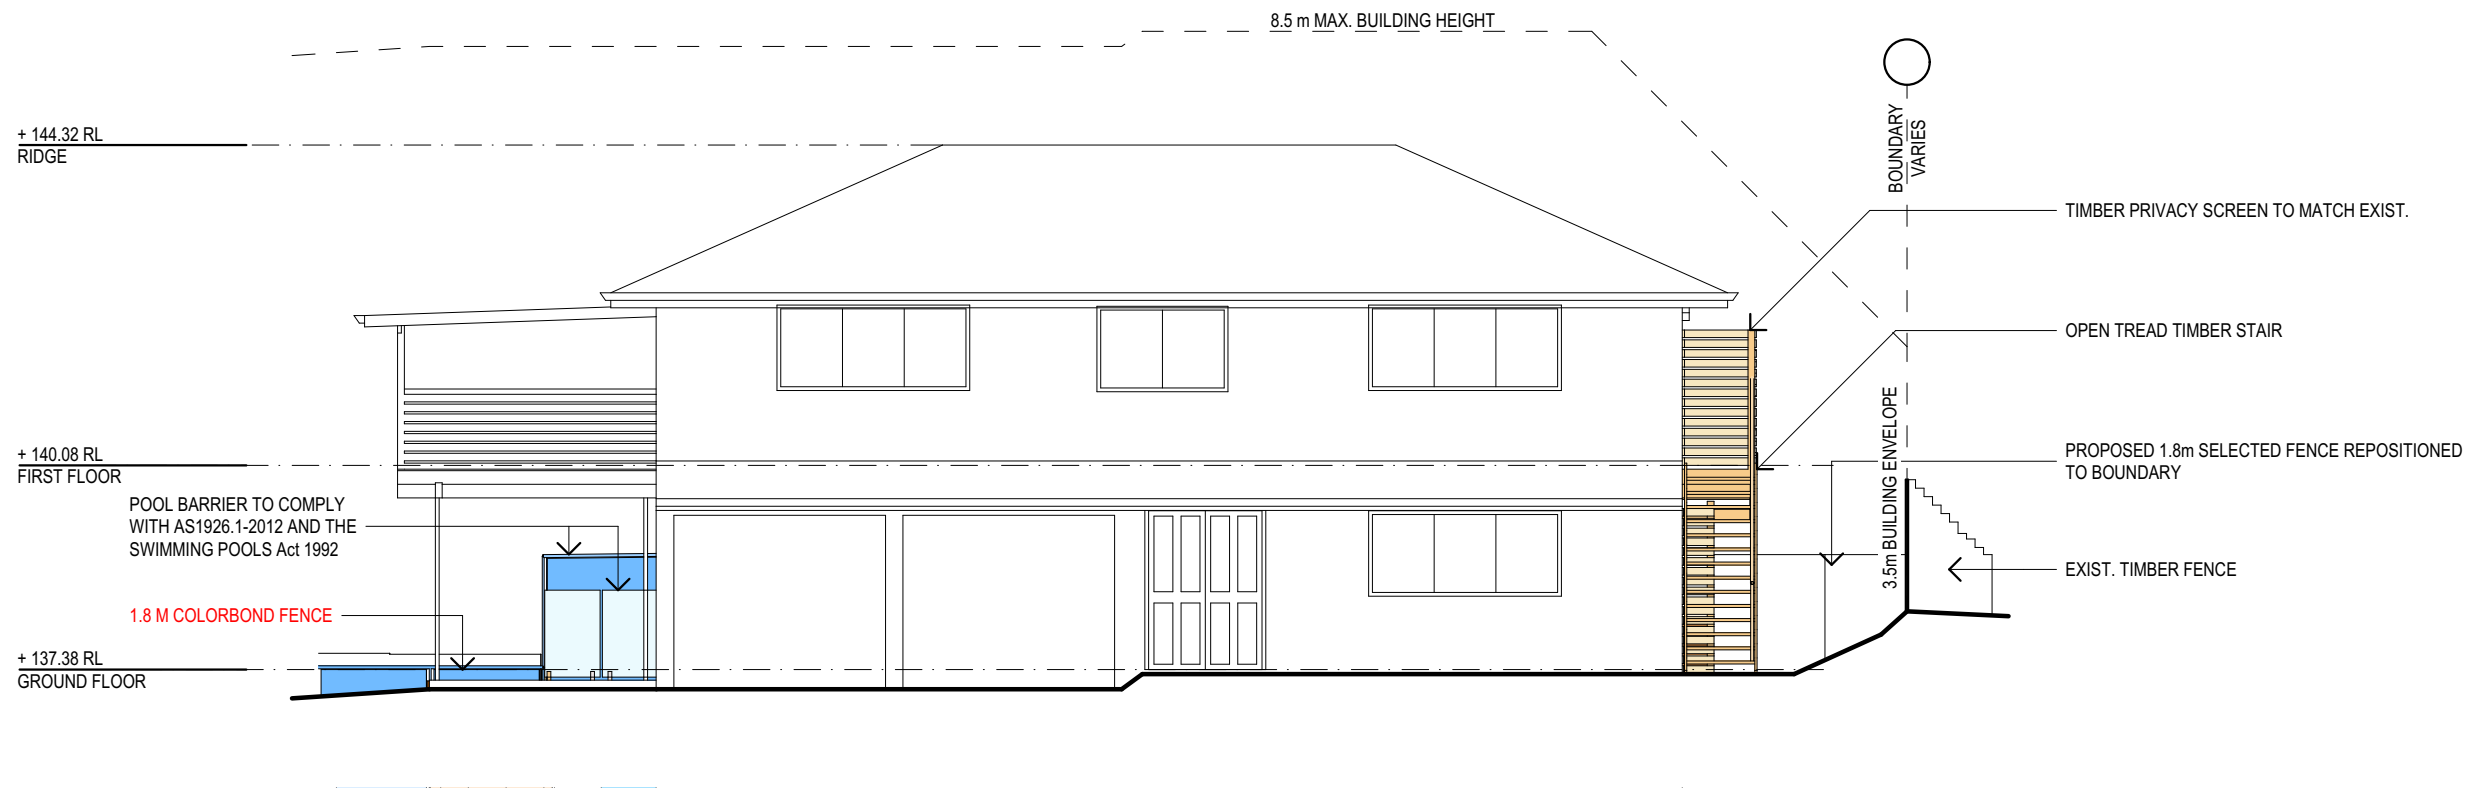 8.5 m MAX. BUILDING HEIGHT
+ 144.32 RL
RIDGE
BOUNDARY
VARIES
TIMBER PRIVACY SCREEN TO MATCH EXIST.
OPEN TREAD TIMBER STAIR
3.5m BUILDING ENVELOPE
PROPOSED 1.8m SELECTED FENCE REPOSITIONED
TO BOUNDARY
+ 140.08 RL
FIRST FLOOR
POOL BARRIER TO COMPLY
WITH AS1926.1-2012 AND THE
SWIMMING POOLS Act 1992
EXIST. TIMBER FENCE
1.8 M COLORBOND FENCE
+ 137.38 RL
GROUND FLOOR